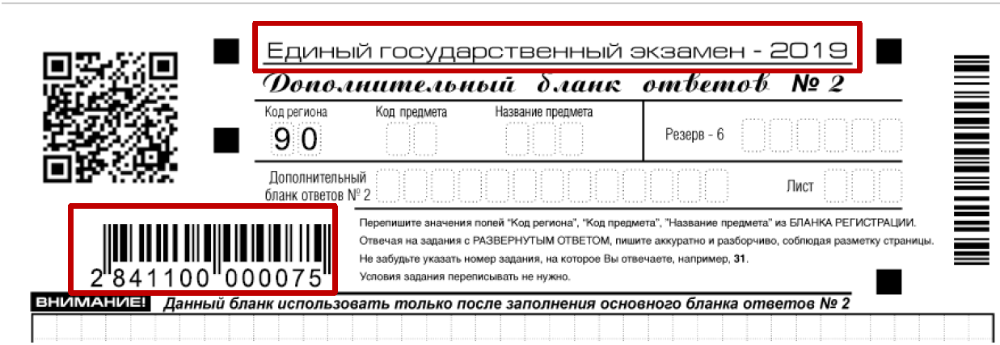 Единый государственный экзамен - 2019
Дополнительный бланк ответов № 2
Код региона Код предмета Название предмета
90
Резерв - 6
Дополнительный
бланк ответов № 2
Лист
Перепишите значения полей "Код региона", "Код предмета", "Название предмета" из БЛАНКА РЕГИСТРАЦИИ.
Отвечая на задания с РАЗВЕРНУТЫМ ОТВЕТОМ, пишите аккуратно и разборчиво, соблюдая разметку страницы.
Не забудьте указать номер задания, на которое Вы отвечаете, например, 31.
Условия задания переписывать не нужно.
2 841100 000075
ВНИМАНИЕ! Данный бланк использовать только после заполнения основного бланка ответов № 2